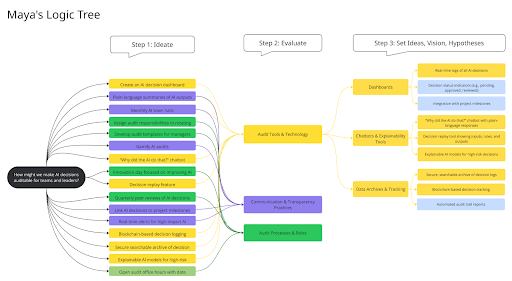 Maya's Logic Tree
Step 1: Ideate
Step 2: Evaluate
Step 3: Set Ideas, Vision, Hypotheses
How might we make AI decisions
auditable for teams and leaders?
Create an AI decision dashboard
Plain-language summaries of AI outputs
Monthly AI town halls
Assign audit responsibilities to rotating
Develop audit templates for managers
Gamify AI audits
"Why did the AI do that?" chatbot
Innovation day focused on improving AI
Decision replay feature
Quarterly peer reviews of AI
Link AI decisions to project milestones
Real-time alerts for high-impact AI
Blockchain-based decision logging
Secure searchable archive of decision
Explainable AI models for high-risk
Open audit office hours with data
Audit Tools & Technology
Communication & Transparency
Practices
Audit Processes & Roles
Dashboards
Real-time logs of all AI decisions
Decision status indicators (e.g., pending,
approved, reviewed)
Integration with project milestones
Chatbots & Explainability
Tools
"Why did the AI do that?" chatbot with plain-
language responses
Decision replay tool showing inputs, rules, and
outputs
Explainable AI models for high-risk decisions
Data Archives & Tracking
Secure, searchable archive of decision logs
Blockchain-based decision tracking
Automated audit trail reports